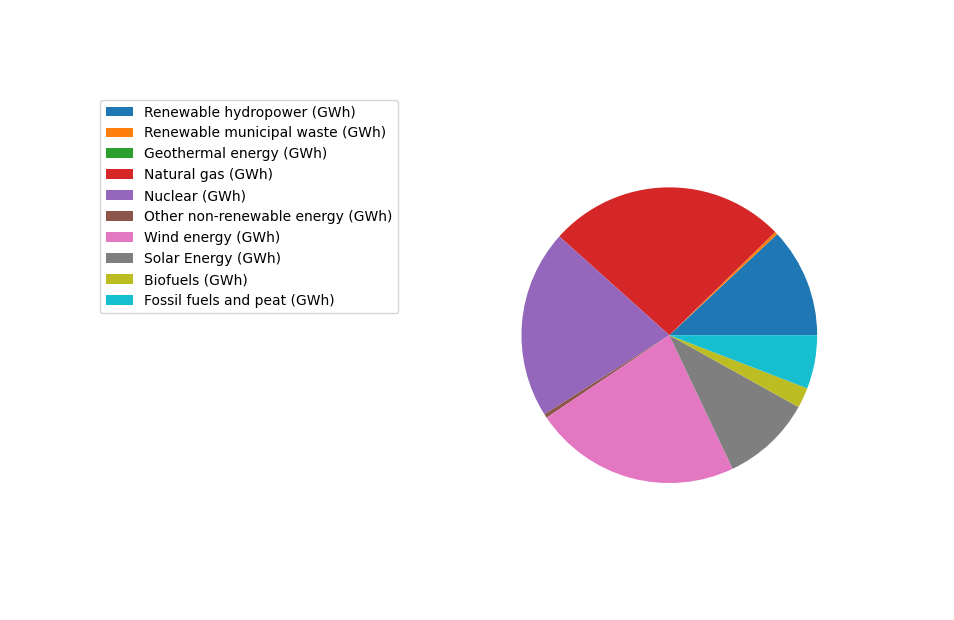 Renewable hydropower (GWh)
Renewable municipal waste (GWh)
Geothermal energy (GWh)
Natural gas (GWh)
Nuclear (GWh)
Other non-renewable energy (GWh)
Wind energy (GWh)
Solar Energy (GWh)
Biofuels (GWh)
Fossil fuels and peat (GWh)